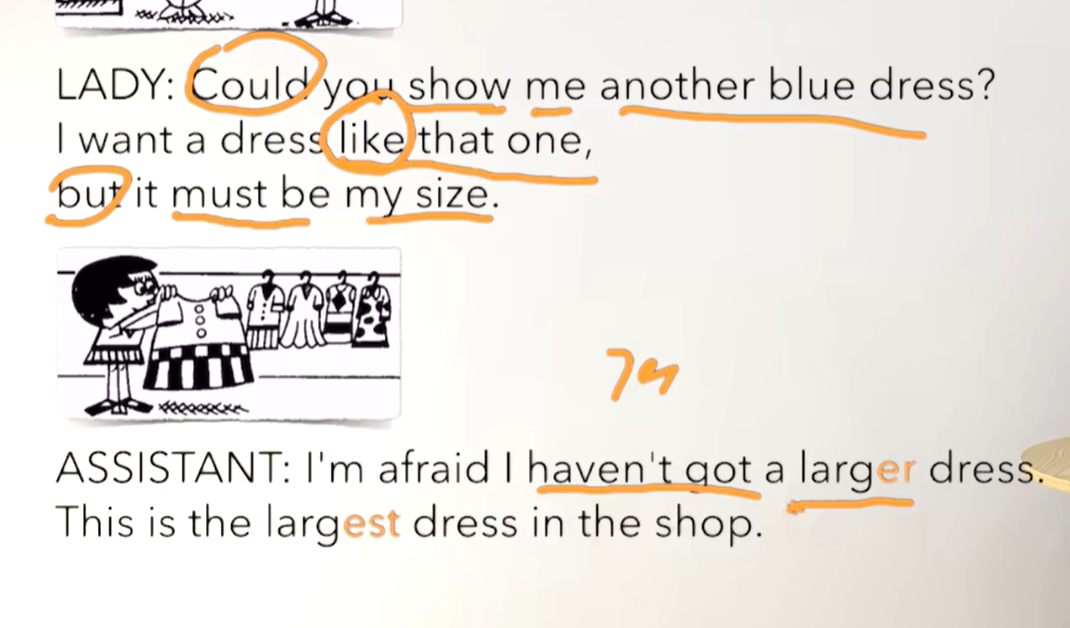 LADY: Could you show me another blue dress?
I want a dress like that one,
but it must be my size.
ASSISTANT: I'm afraid I haven't got a larger dress.
This is the largest dress in the shop.